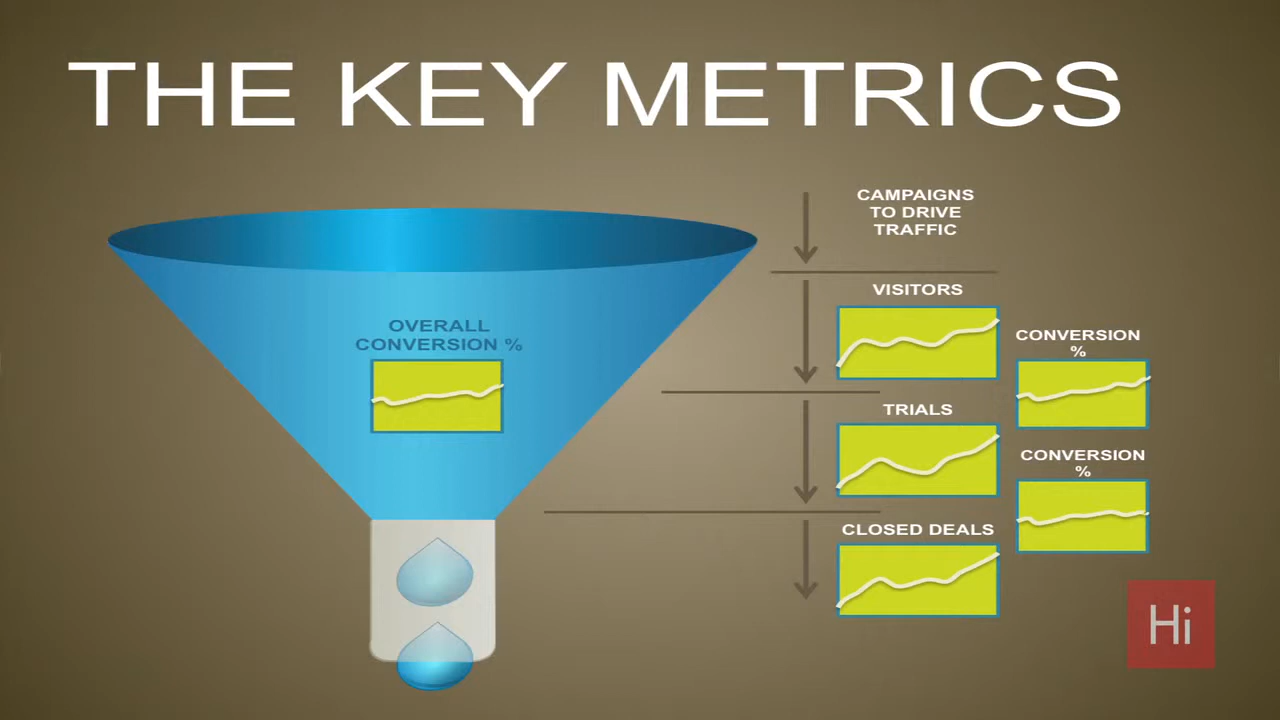 THE KEY METRICS
CAMPAIGNS
TO DRIVE
TRAFFIC
VISITORS
OVERALL
CONVERSION %
CONVERSION
%
TRIALS
CONVERSION
%
CLOSED DEALS
Hi